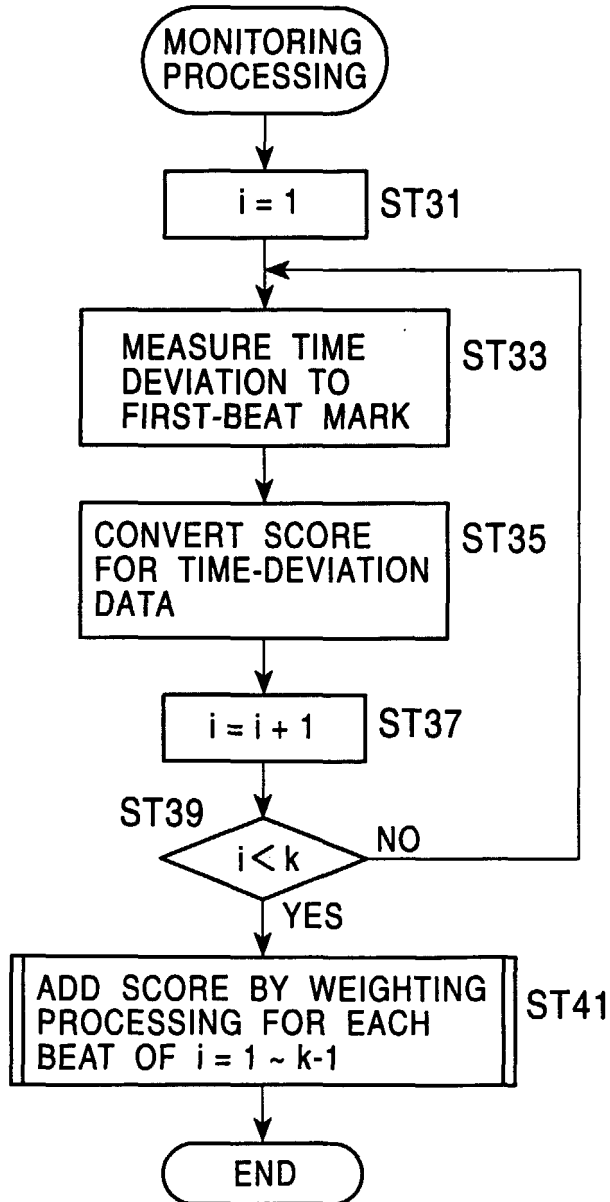 MONITORING
PROCESSING
i = 1
ST31
MEASURE TIME
DEVIATION TO
FIRST-BEAT MARK
ST33
CONVERT SCORE
FOR TIME-DEVIATION
DATA
ST35
i = i + 1
ST37
ST39
i < k
NO
YES
ADD SCORE BY WEIGHTING
PROCESSING FOR EACH
BEAT OF i = 1 ~ k-1
ST41
END